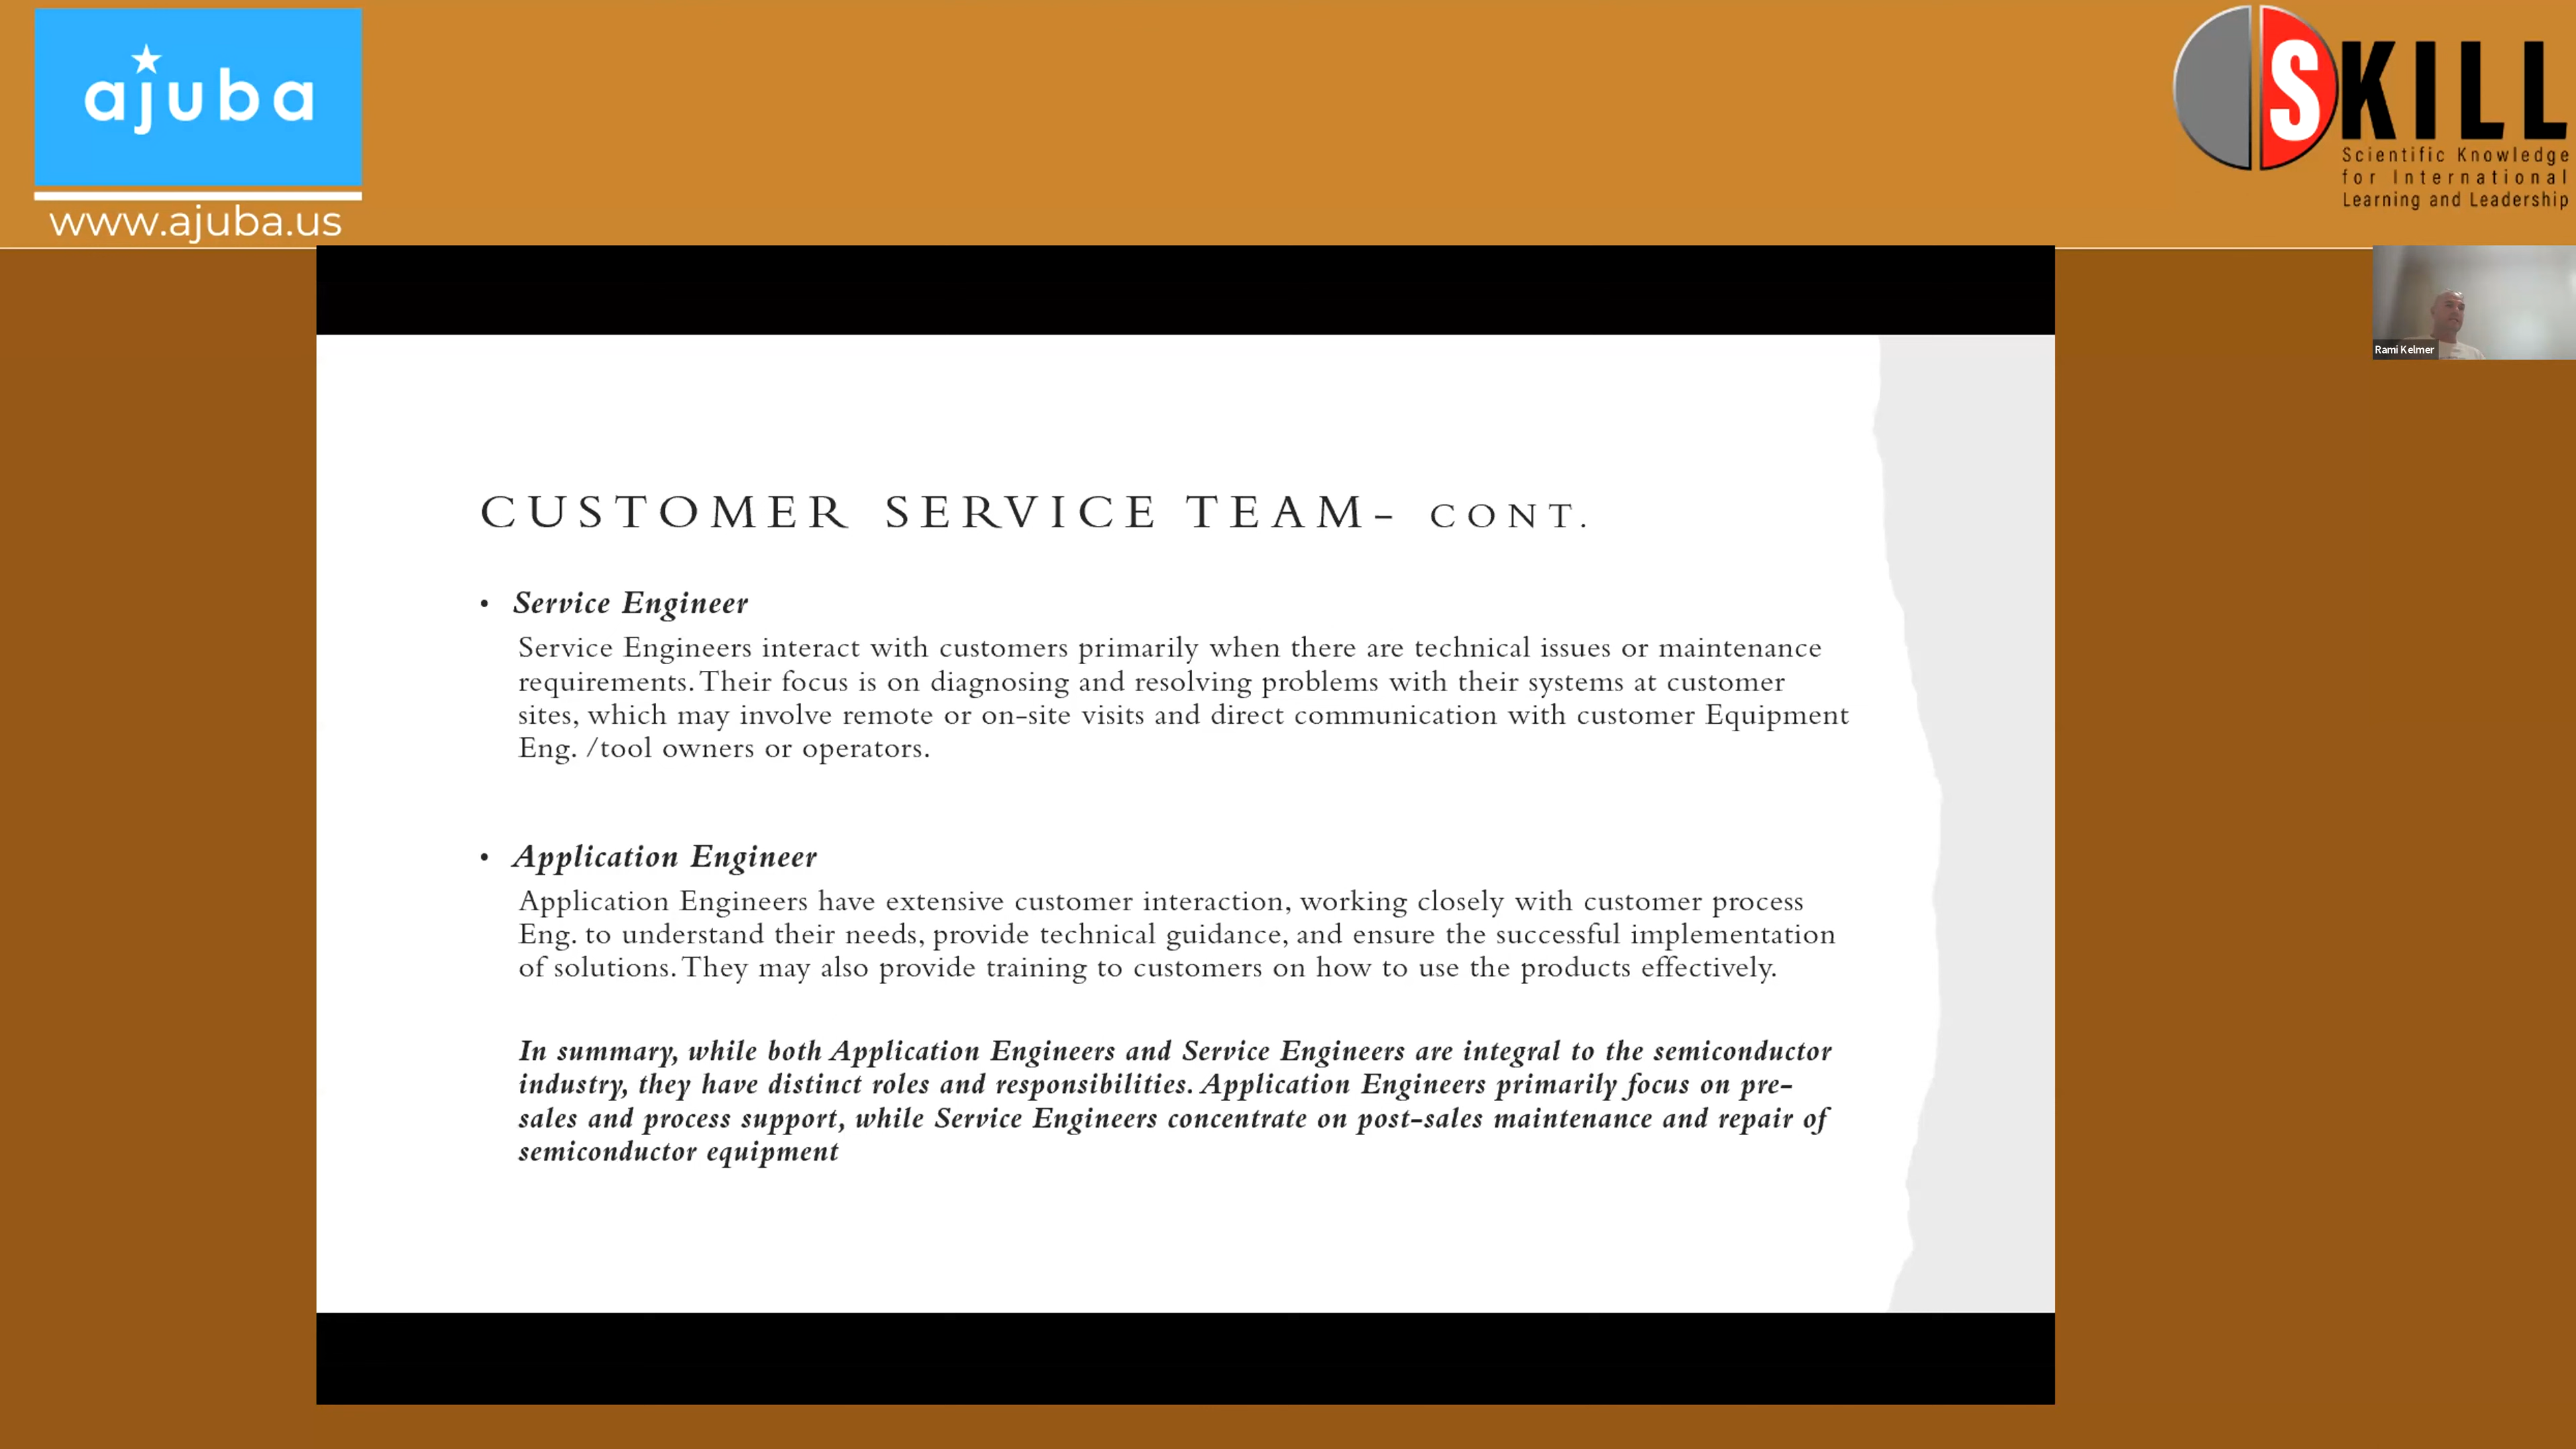 ajuba
www.ajuba.us
SKILL
Scientific Knowledge
for International
Learning and Leadership
Rami Kelmer
CUSTOMER SERVICE TEAM- CONT.
• Service Engineer
Service Engineers interact with customers primarily when there are technical issues or maintenance
requirements. Their focus is on diagnosing and resolving problems with their systems at customer
sites, which may involve remote or on-site visits and direct communication with customer Equipment
Eng. /tool owners or operators.
• Application Engineer
Application Engineers have extensive customer interaction, working closely with customer process
Eng. to understand their needs, provide technical guidance, and ensure the successful implementation
of solutions. They may also provide training to customers on how to use the products effectively.
In summary, while both Application Engineers and Service Engineers are integral to the semiconductor
industry, they have distinct roles and responsibilities. Application Engineers primarily focus on pre-
sales and process support, while Service Engineers concentrate on post-sales maintenance and repair of
semiconductor equipment